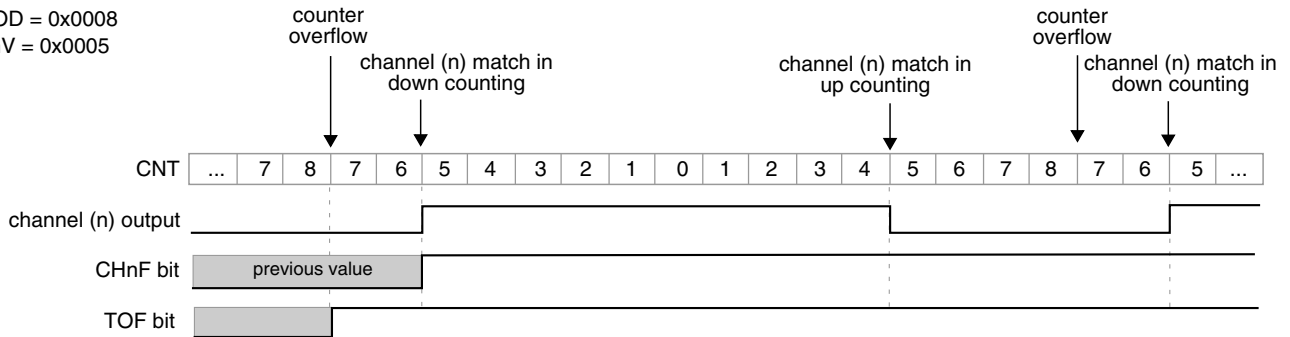 OD = 0x0008
V = 0x0005
counter
overflow
channel (n) match in
down counting
channel (n) match in
up counting
counter
overflow
channel (n) match in
down counting
CNT ... 7 8 7 6 5 4 3 2 1 0 1 2 3 4 5 6 7 8 7 6 5 ...
channel (n) output
CHnF bit previous value
TOF bit